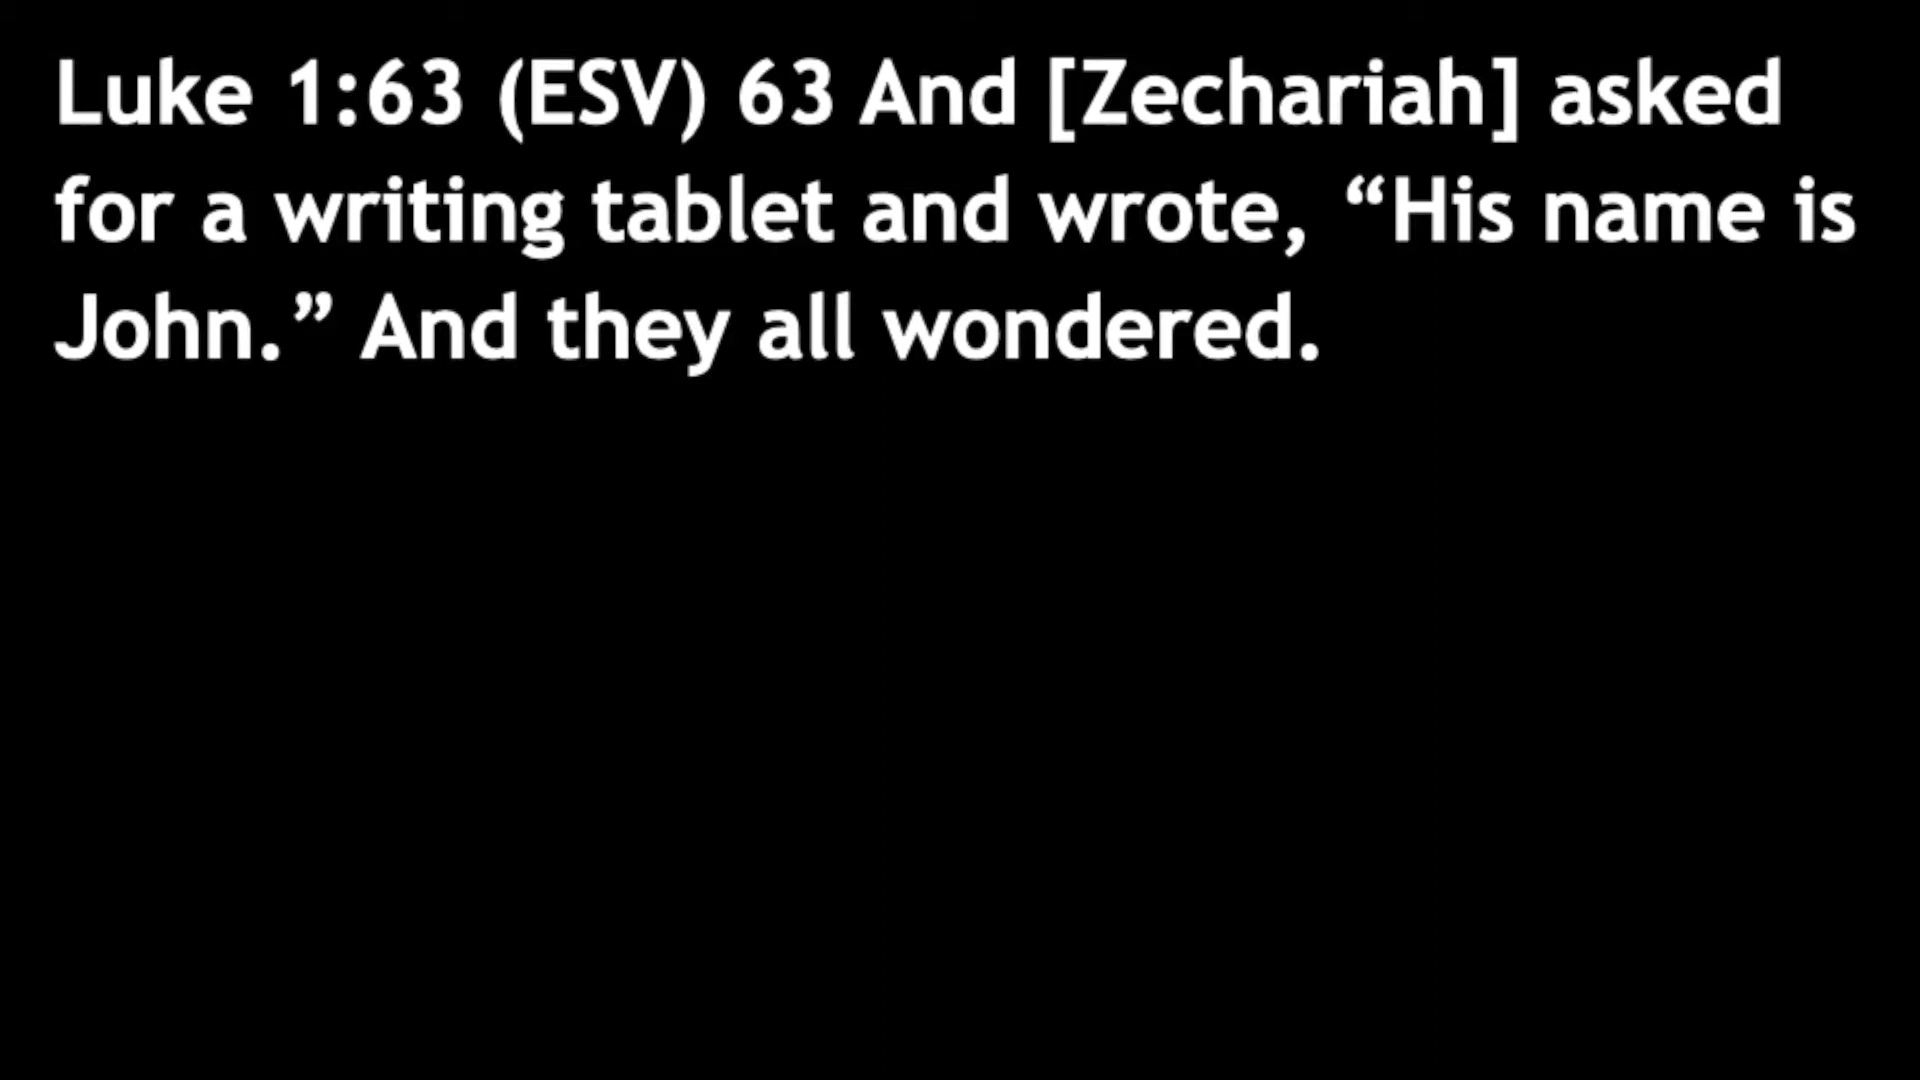 Luke 1:63 (ESV) 63 And [Zechariah] asked
for a writing tablet and wrote, “His name is
John.” And they all wondered.